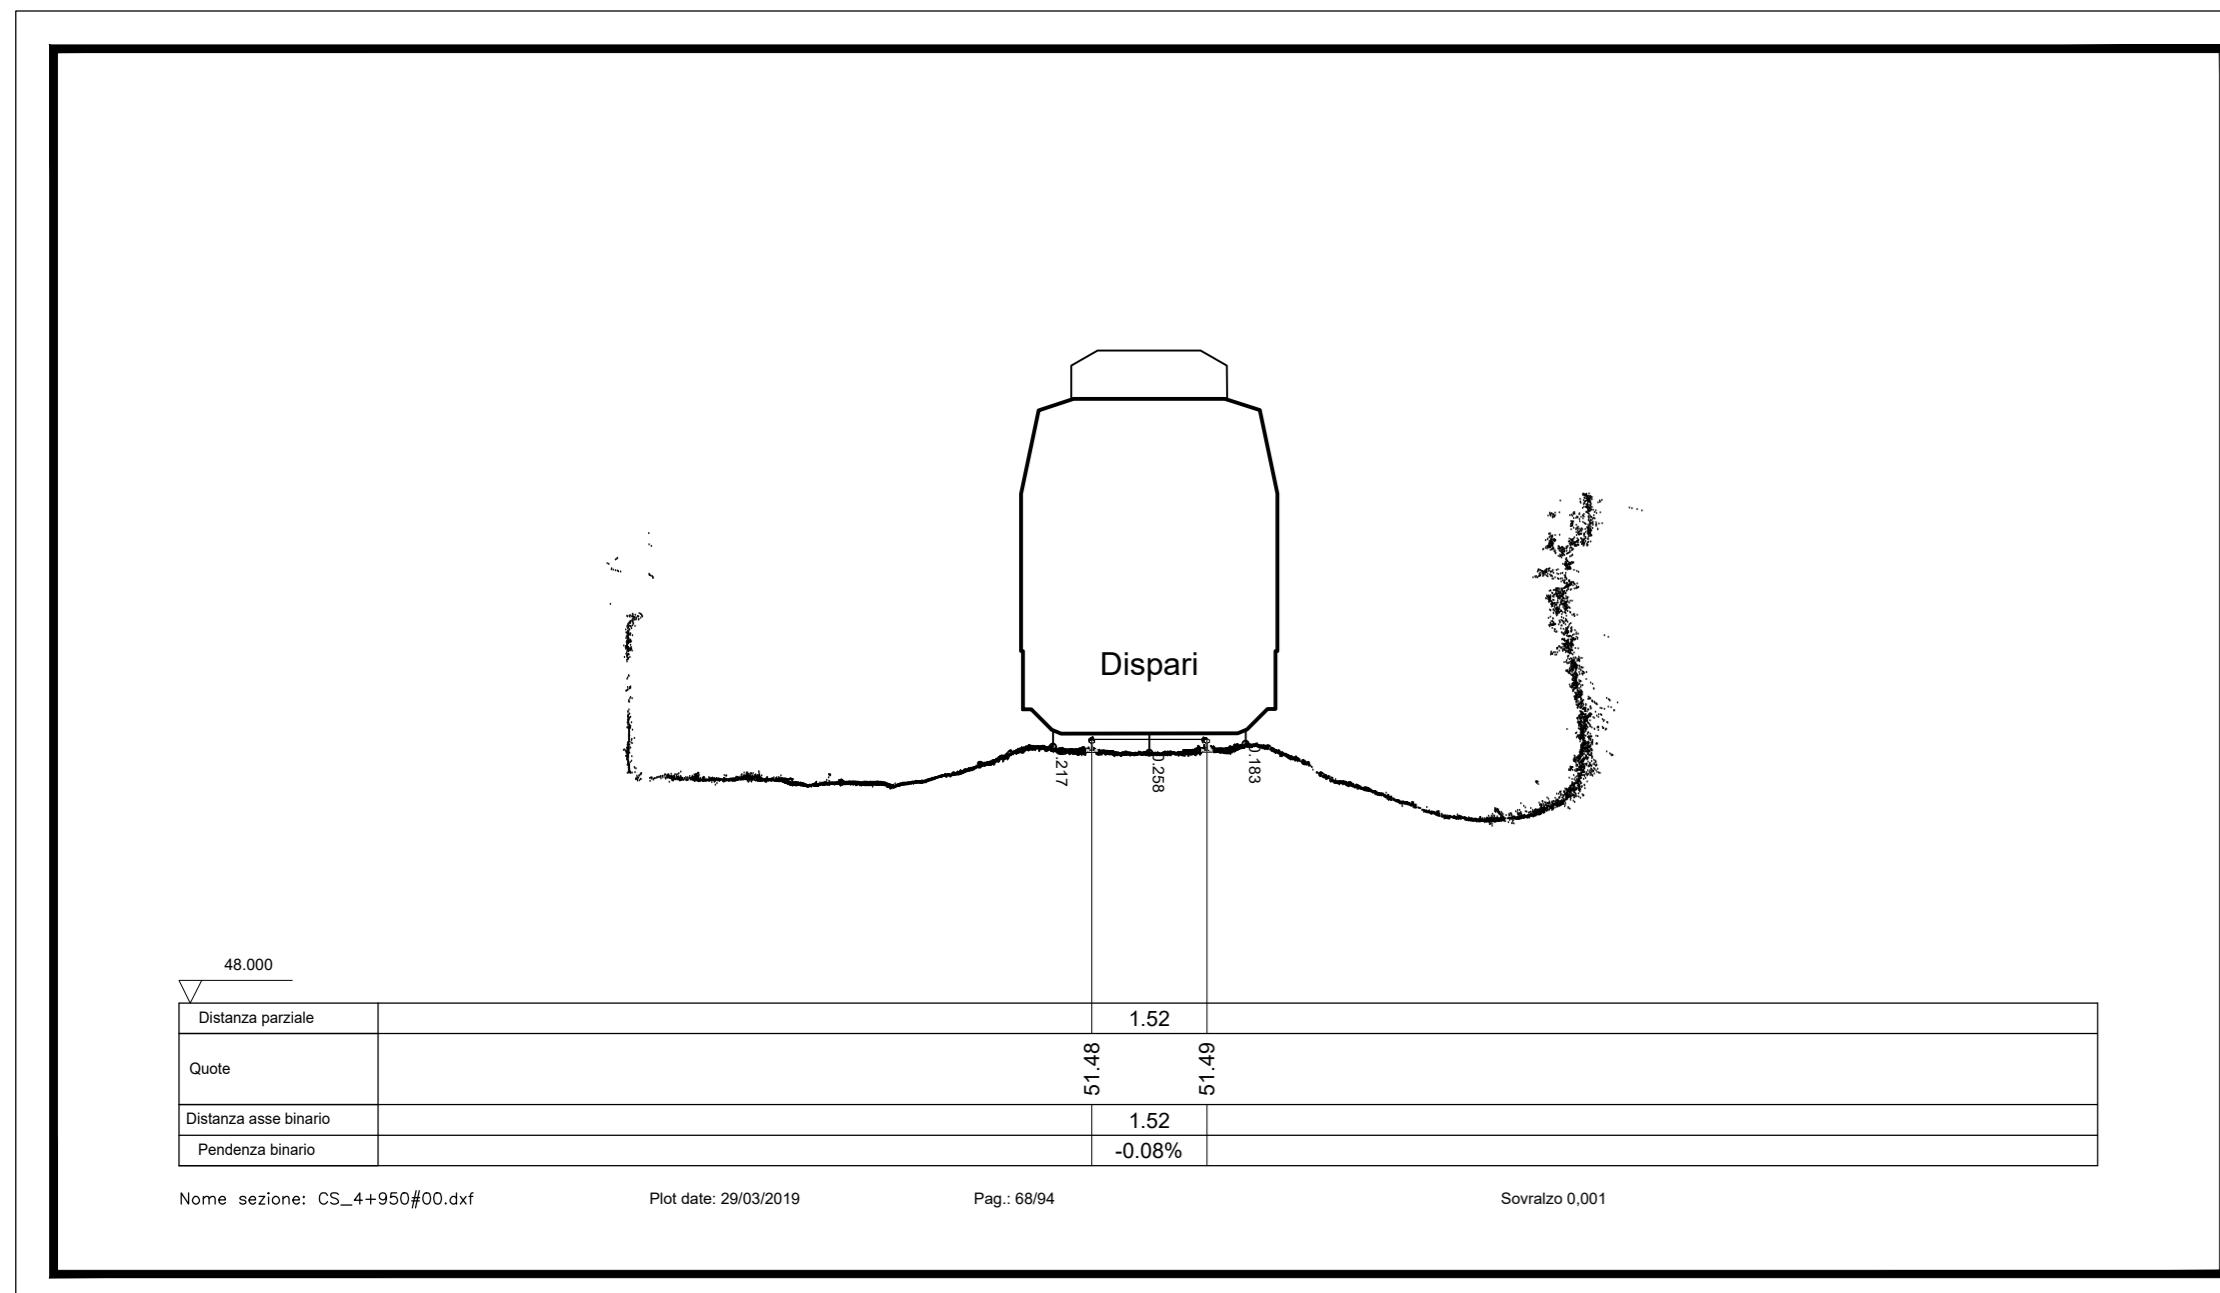 Dispari
.217
0.258
0.183
48.000
Distanza parziale
1.52
Quote
51.48
51.49
Distanza asse binario
1.52
Pendenza binario
-0.08%
Nome sezione: CS_4+950#00.dxf
Plot date: 29/03/2019
Pag.: 68/94
Sovralzo 0,001